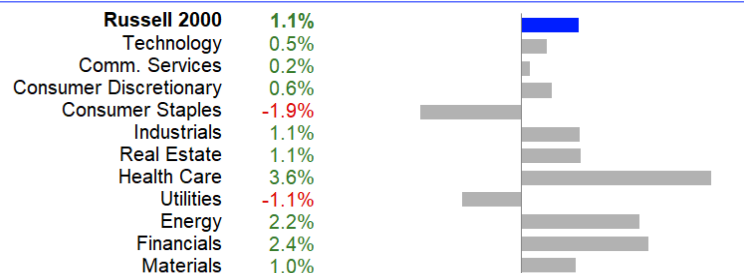 Russell 2000 1.1%
Technology 0.5%
Comm. Services 0.2%
Consumer Discretionary 0.6%
Consumer Staples -1.9%
Industrials 1.1%
Real Estate 1.1%
Health Care 3.6%
Utilities -1.1%
Energy 2.2%
Financials 2.4%
Materials 1.0%